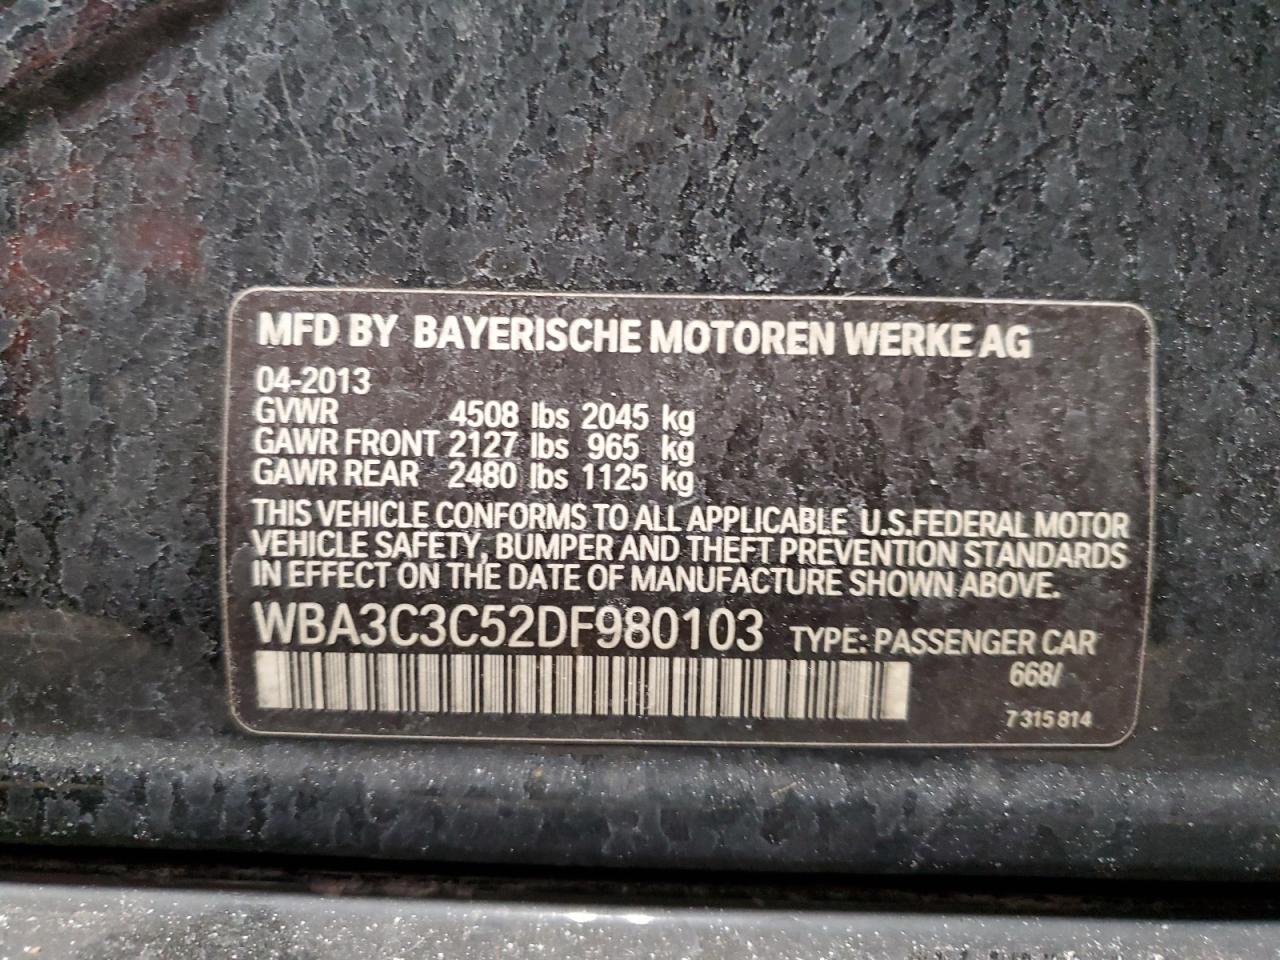 MFD BY BAYERISCHE MOTOREN WERKE AG
04-2013
GVWR 4508 lbs 2045 kg
GAWR FRONT 2127 lbs 965 kg
GAWR REAR 2480 lbs 1125 kg
THIS VEHICLE CONFORMS TO ALL APPLICABLE U.S.FEDERAL MOTOR
VEHICLE SAFETY, BUMPER AND THEFT PREVENTION STANDARDS
IN EFFECT ON THE DATE OF MANUFACTURE SHOWN ABOVE.
WBA3C3C52DF980103 TYPE: PASSENGER CAR
668/
7 315 814